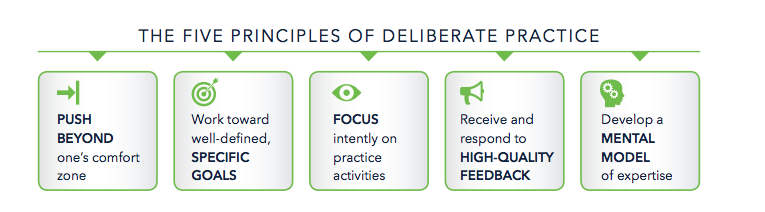 THE FIVE PRINCIPLES OF DELIBERATE PRACTICE
PUSH
BEYOND
one's comfort
zone
Work toward
well-defined,
SPECIFIC
GOALS
FOCUS
intently on
practice
activities
Receive and
respond to
HIGH-QUALITY
FEEDBACK
Develop a
MENTAL
MODEL
of expertise